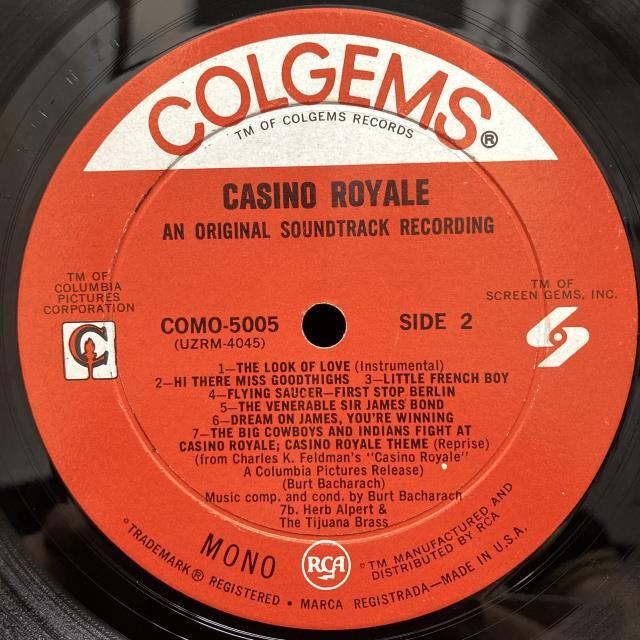 COLGEMS®
TM OF COLGEMS RECORDS
CASINO ROYALE
AN ORIGINAL SOUNDTRACK RECORDING
TM OF
COLUMBIA
PICTURES
CORPORATION
TM OF
SCREEN GEMS, INC.
COMO-5005
(UZRM-4045)
SIDE 2
1—THE LOOK OF LOVE (Instrumental)
2—HI THERE MISS GOODTHIGHS 3—LITTLE FRENCH BOY
4—FLYING SAUCER—FIRST STOP BERLIN
5—THE VENERABLE SIR JAMES BOND
6—DREAM ON JAMES, YOU'RE WINNING
7—THE BIG COWBOYS AND INDIANS FIGHT AT
CASINO ROYALE; CASINO ROYALE THEME (Reprise)
(from Charles K. Feldman's "Casino Royale"
A Columbia Pictures Release)
(Burt Bacharach)
Music comp. and cond. by Burt Bacharach
7b. Herb Alpert &
The Tijuana Brass
MONO
RCA
©TM MANUFACTURED AND
DISTRIBUTED BY RCA
©TRADEMARK ® REGISTERED • MARCA REGISTRADA—MADE IN U.S.A.